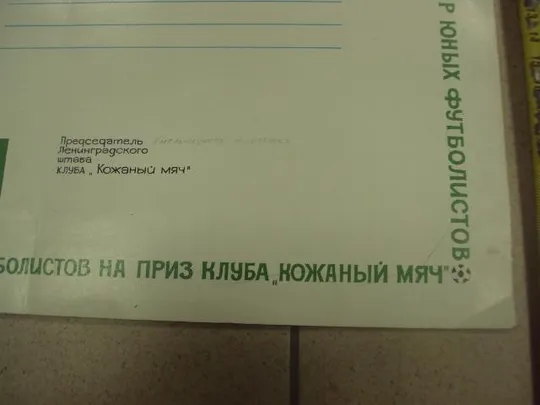 Р ЮНЫХ ФУТБОЛИСТОВ
Председатель
Ленинградского
штаба
клуба „Кожаный мяч"
БОЛИСТОВ НА ПРИЗ КЛУБА „КОЖАНЫЙ МЯЧ"